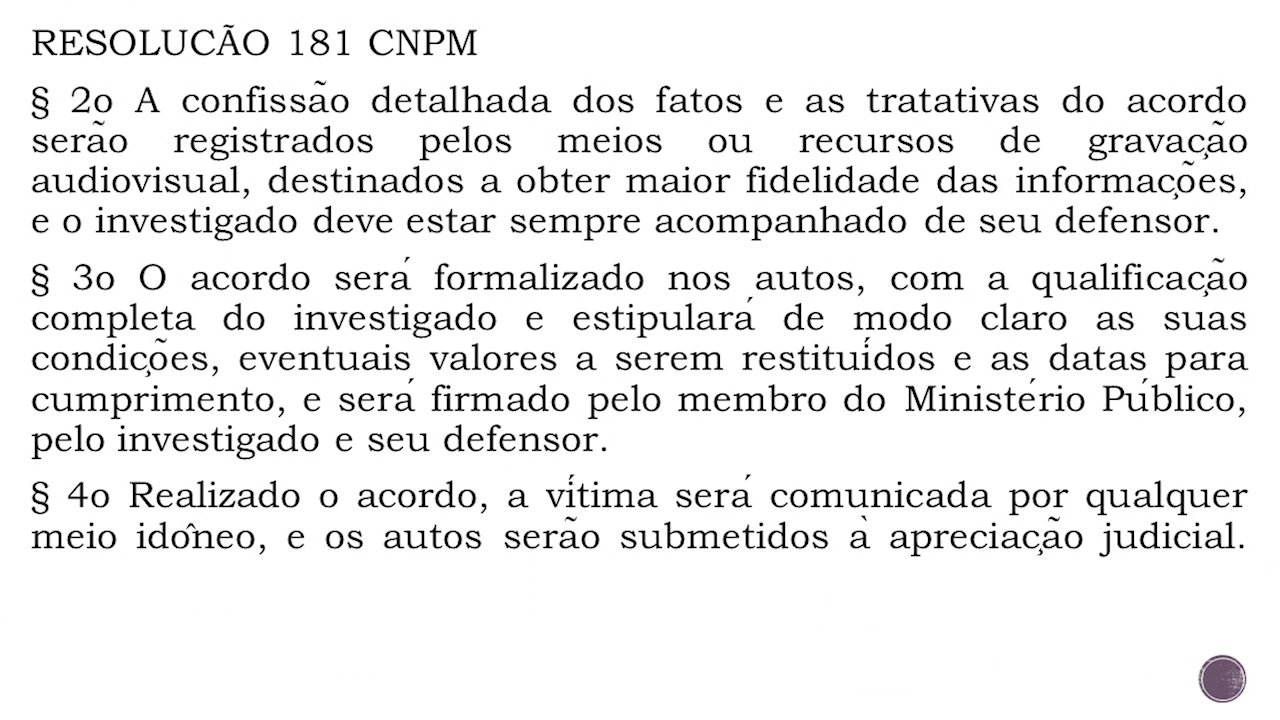 RESOLUCÃO 181 CNPM
§ 2o A confissão detalhada dos fatos e as tratativas do acordo
serão registrados pelos meios ou recursos de gravação
audiovisual, destinados a obter maior fidelidade das informações,
e o investigado deve estar sempre acompanhado de seu defensor.
§ 3o O acordo será formalizado nos autos, com a qualificação
completa do investigado e estipulará de modo claro as suas
condições, eventuais valores a serem restituídos e as datas para
cumprimento, e será firmado pelo membro do Ministério Público,
pelo investigado e seu defensor.
§ 4o Realizado o acordo, a vítima será comunicada por qualquer
meio idôneo, e os autos serão submetidos à apreciação judicial.